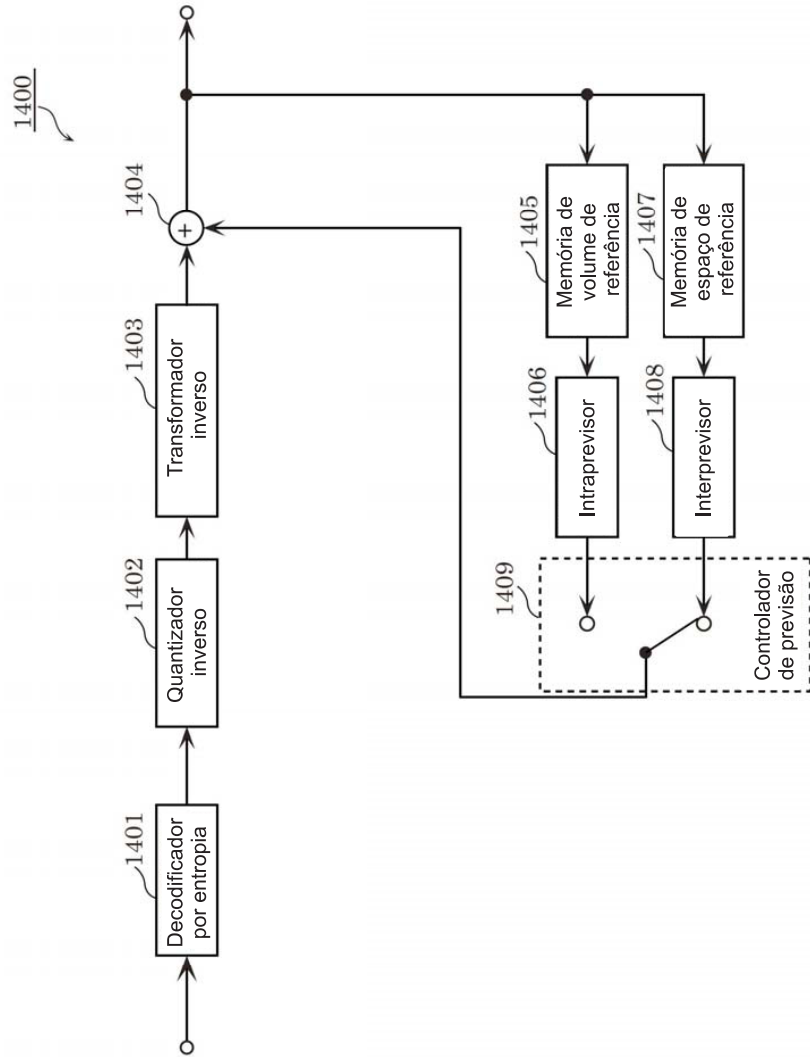 1400
1401
Decodificador
por entropia
1402
Quantizador
inverso
1403
Transformador
inverso
1404
+
1405
Memória de
volume de
referência
1406
Intraprevisor
1407
Memória de
espaço de
referência
1408
Interprevisor
1409
Controlador
de previsão